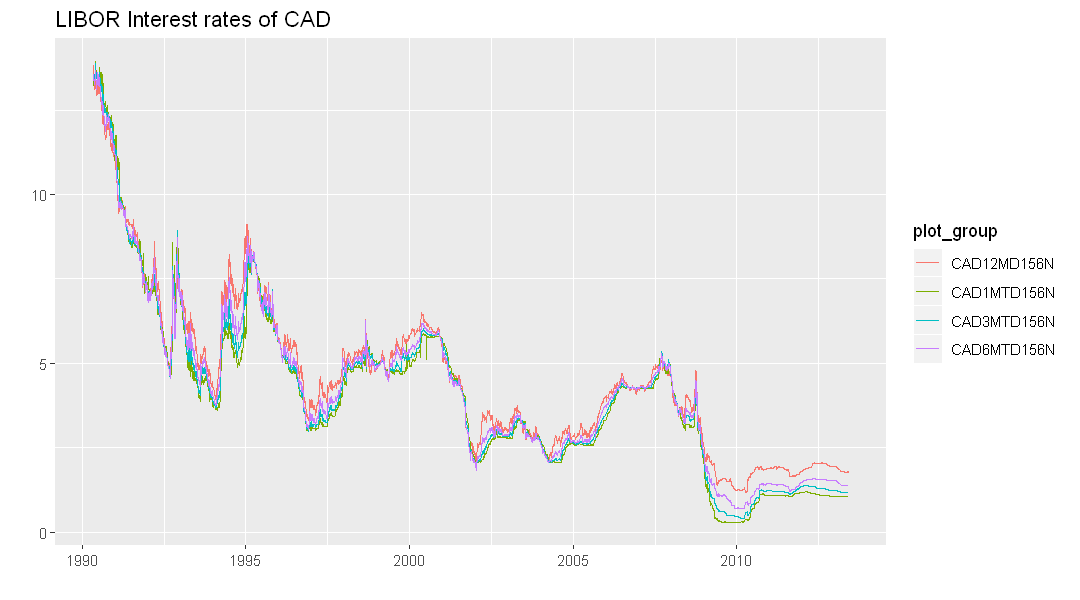 LIBOR Interest rates of CAD
10
5
0
1990
1995
2000
2005
2010
plot_group
CAD12MD156N
CAD1MTD156N
CAD3MTD156N
CAD6MTD156N